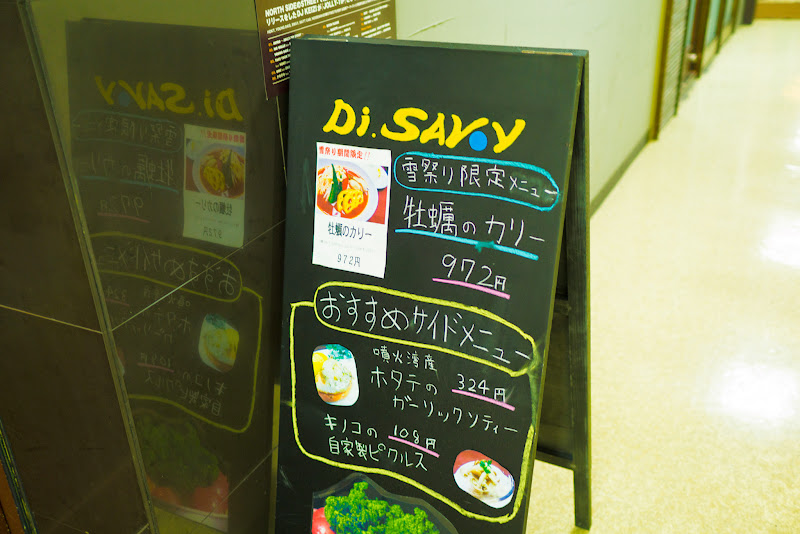 NORTH SIDE
Di.SAVoY
雪祭り期間限定!!
牡蠣のカリー
972円
雪祭り限定メニュー
牡蠣のカリー
972円
おすすめサイドメニュー
噴火湾産
ホタテの 324円
ガーリックソティー
キノコの 108円
自家製ピクルス